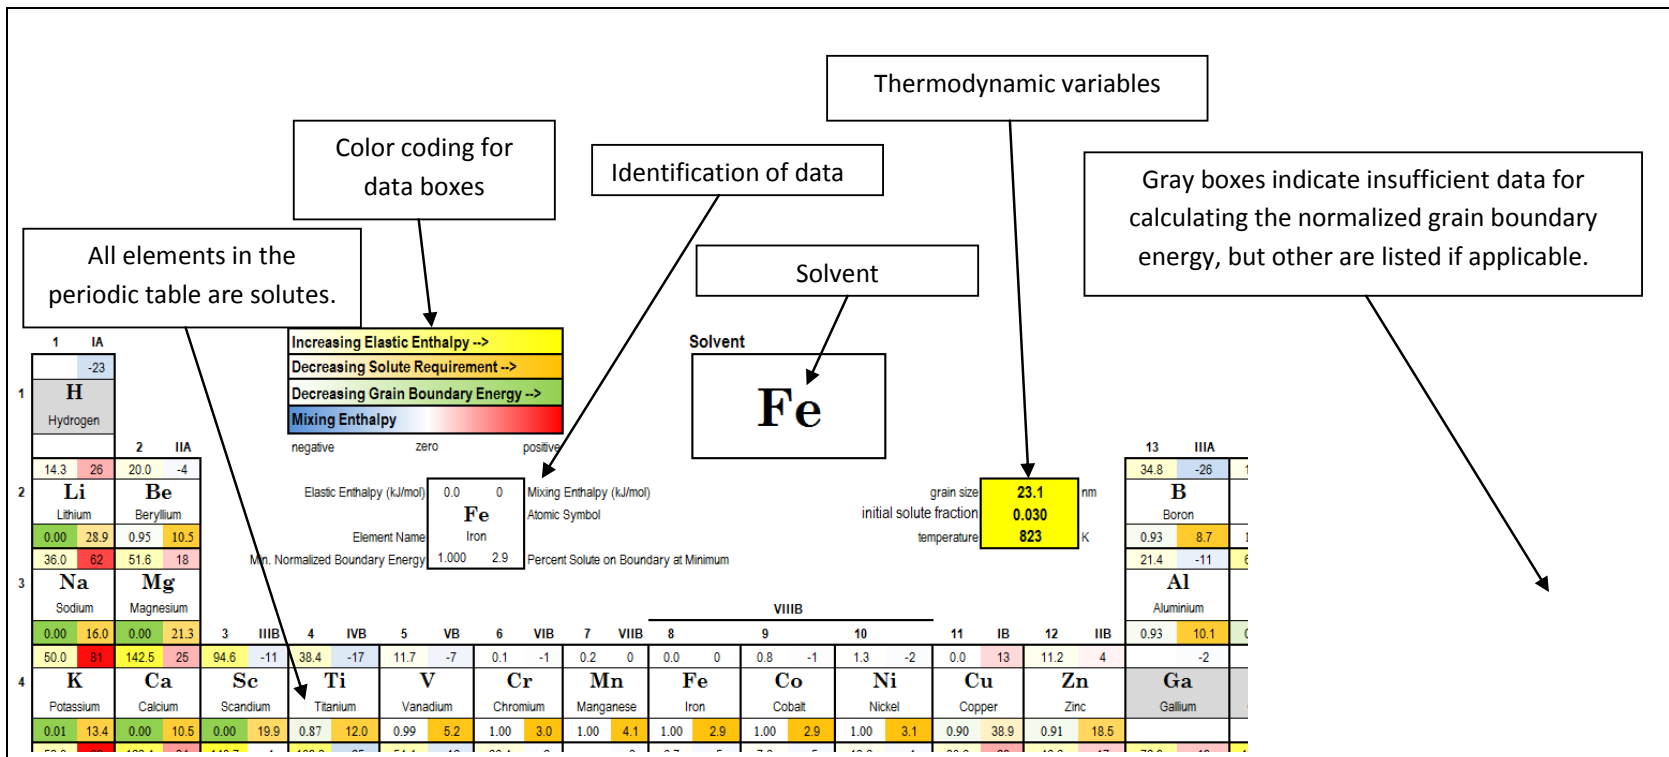 Thermodynamic variables
Color coding for
data boxes
Identification of data
Gray boxes indicate insufficient data for
calculating the normalized grain boundary
energy, but other are listed if applicable.
All elements in the
periodic table are solutes.
Solvent
1 IA
Increasing Elastic Enthalpy -->
Decreasing Solute Requirement -->
Decreasing Grain Boundary Energy -->
Mixing Enthalpy
negative zero positive
Solvent
Fe
-23
1 H
Hydrogen
2 IIA
13 IIIA
14.3 26 20.0 -4
34.8 -26
2 Li Be
B
Lithium Beryllium
Boron
0.00 28.9 0.95 10.5
0.93 8.7
Elastic Enthalpy (kJ/mol) 0.0 0 Mixing Enthalpy (kJ/mol)
Fe Atomic Symbol
Element Name Iron
Min. Normalized Boundary Energy 1.000 2.9 Percent Solute on Boundary at Minimum
grain size 23.1 nm
initial solute fraction 0.030
temperature 823 K
36.0 62 51.6 18
21.4 -11
3 Na Mg
Al
Sodium Magnesium
Aluminium
VIIIB
0.00 16.0 0.00 21.3 3 IIIB 4 IVB 5 VB 6 VIB 7 VIIB 8 9 10 11 IB 12 IIB 0.93 10.1
50.0 81 142.5 25 94.6 -11 38.4 -17 11.7 -7 0.1 -1 0.2 0 0.0 0 0.8 -1 1.3 -2 0.0 13 11.2 4 -2
4 K Ca Sc Ti V Cr Mn Fe Co Ni Cu Zn Ga
Potassium Calcium Scandium Titanium Vanadium Chromium Manganese Iron Cobalt Nickel Copper Zinc Gallium
0.01 13.4 0.00 10.5 0.00 19.9 0.87 12.0 0.99 5.2 1.00 3.0 1.00 4.1 1.00 2.9 1.00 2.9 1.00 3.1 0.90 38.9 0.91 18.5